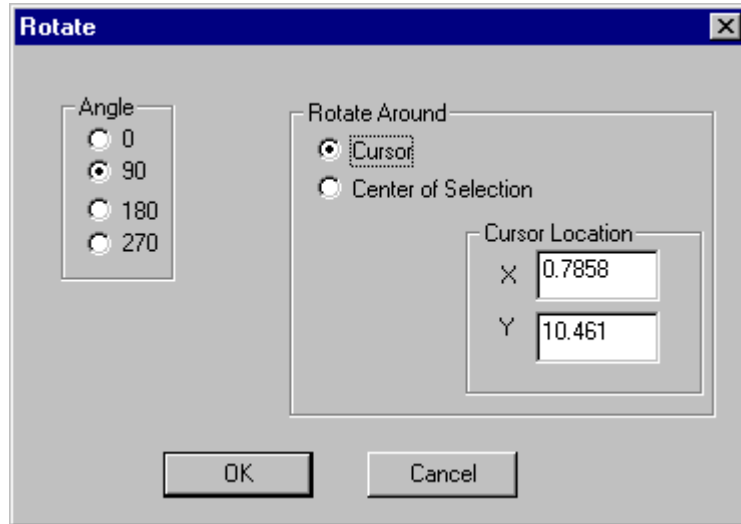 Rotate
Angle
0
90
180
270
Rotate Around
Cursor
Center of Selection
Cursor Location
X 0.7858
Y 10.461
OK Cancel